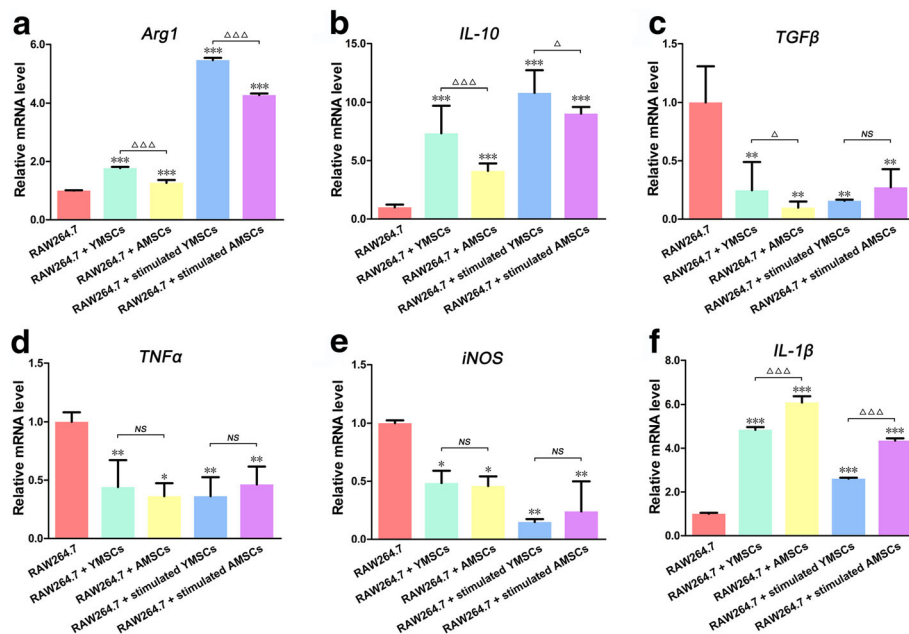 a
Arg1
Relative mRNA level
6.0
4.0
2.0
0.0
***
△△△
***
***
△△△
***
RAW264.7
RAW264.7 + YMSCs
RAW264.7 + AMSCs
RAW264.7 + stimulated YMSCs
RAW264.7 + stimulated AMSCs
b
IL-10
Relative mRNA level
15.0
10.0
5.0
0.0
***
△△△
***
***
△
***
RAW264.7
RAW264.7 + YMSCs
RAW264.7 + AMSCs
RAW264.7 + stimulated YMSCs
RAW264.7 + stimulated AMSCs
c
TGFβ
Relative mRNA level
1.5
1.0
0.5
0.0
**
△
**
**
NS
**
RAW264.7
RAW264.7 + YMSCs
RAW264.7 + AMSCs
RAW264.7 + stimulated YMSCs
RAW264.7 + stimulated AMSCs
d
TNFα
Relative mRNA level
1.5
1.0
0.5
0.0
**
NS
*
**
NS
**
RAW264.7
RAW264.7 + YMSCs
RAW264.7 + AMSCs
RAW264.7 + stimulated YMSCs
RAW264.7 + stimulated AMSCs
e
iNOS
Relative mRNA level
1.5
1.0
0.5
0.0
*
NS
*
**
NS
**
RAW264.7
RAW264.7 + YMSCs
RAW264.7 + AMSCs
RAW264.7 + stimulated YMSCs
RAW264.7 + stimulated AMSCs
f
IL-1β
Relative mRNA level
8.0
6.0
4.0
2.0
0.0
***
△△△
***
***
△△△
***
RAW264.7
RAW264.7 + YMSCs
RAW264.7 + AMSCs
RAW264.7 + stimulated YMSCs
RAW264.7 + stimulated AMSCs